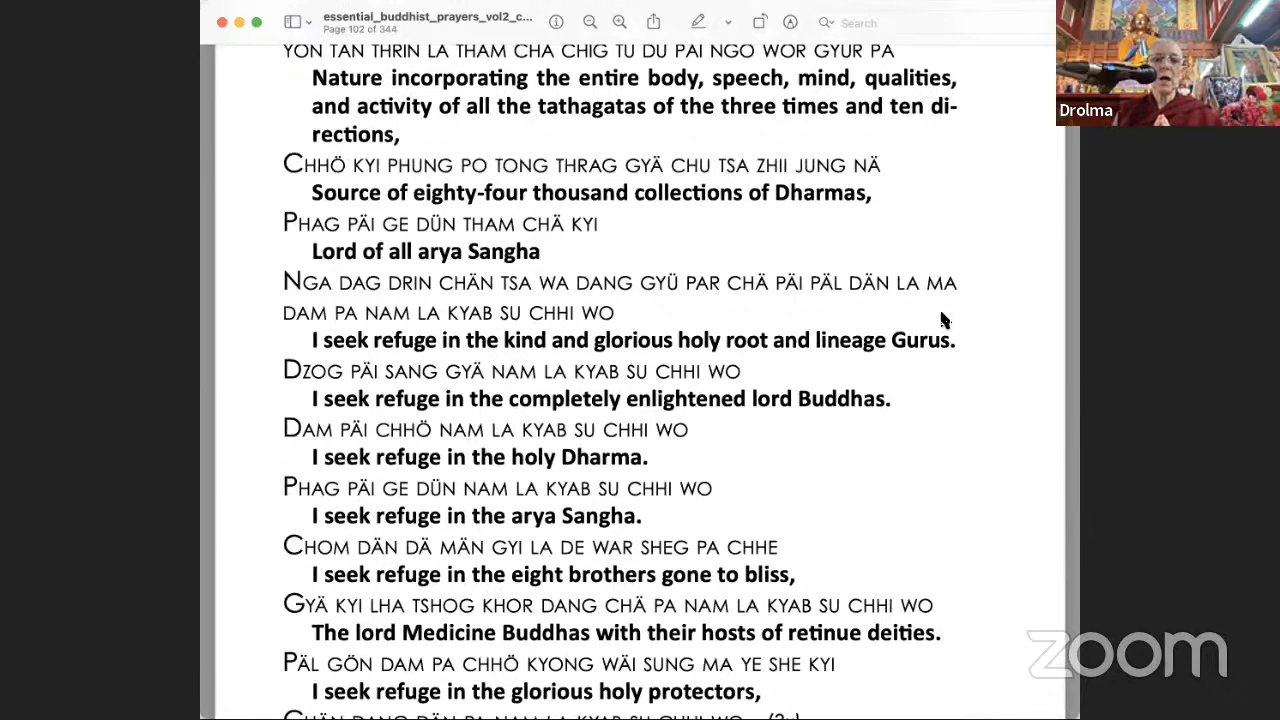 essential_buddhist_prayers_vol2_c...
Page 102 of 344
Search
Drolma
YÖN TÄN THRIN LÄ THAM CHÄ CHIG TU DÜ PÄI NGO WOR GYUR PA
Nature incorporating the entire body, speech, mind, qualities,
and activity of all the tathagatas of the three times and ten di-
rections,
CHHÖ KYI PHUNG PO TONG THRAG GYÄ CHU TSA ZHII JUNG NÄ
Source of eighty-four thousand collections of Dharmas,
PHAG PÄI GE DÜN THAM CHÄ KYI
Lord of all arya Sangha
NGA DAG DRIN CHÄN TSA WA DANG GYÜ PAR CHÄ PÄI PÄL DÄN LA MA
DAM PA NAM LA KYAB SU CHHI WO
I seek refuge in the kind and glorious holy root and lineage Gurus.
DZOG PÄI SANG GYÄ NAM LA KYAB SU CHHI WO
I seek refuge in the completely enlightened lord Buddhas.
DAM PÄI CHHÖ NAM LA KYAB SU CHHI WO
I seek refuge in the holy Dharma.
PHAG PÄI GE DÜN NAM LA KYAB SU CHHI WO
I seek refuge in the arya Sangha.
CHOM DÄN DÄ MÄN GYI LA DE WAR SHEG PA CHHE
I seek refuge in the eight brothers gone to bliss,
GYÄ KYI LHA TSHOG KHOR DANG CHÄ PA NAM LA KYAB SU CHHI WO
The lord Medicine Buddhas with their hosts of retinue deities.
PÄL GÖN DAM PA CHHÖ KYONG WÄI SUNG MA YE SHE KYI
I seek refuge in the glorious holy protectors,
zoom